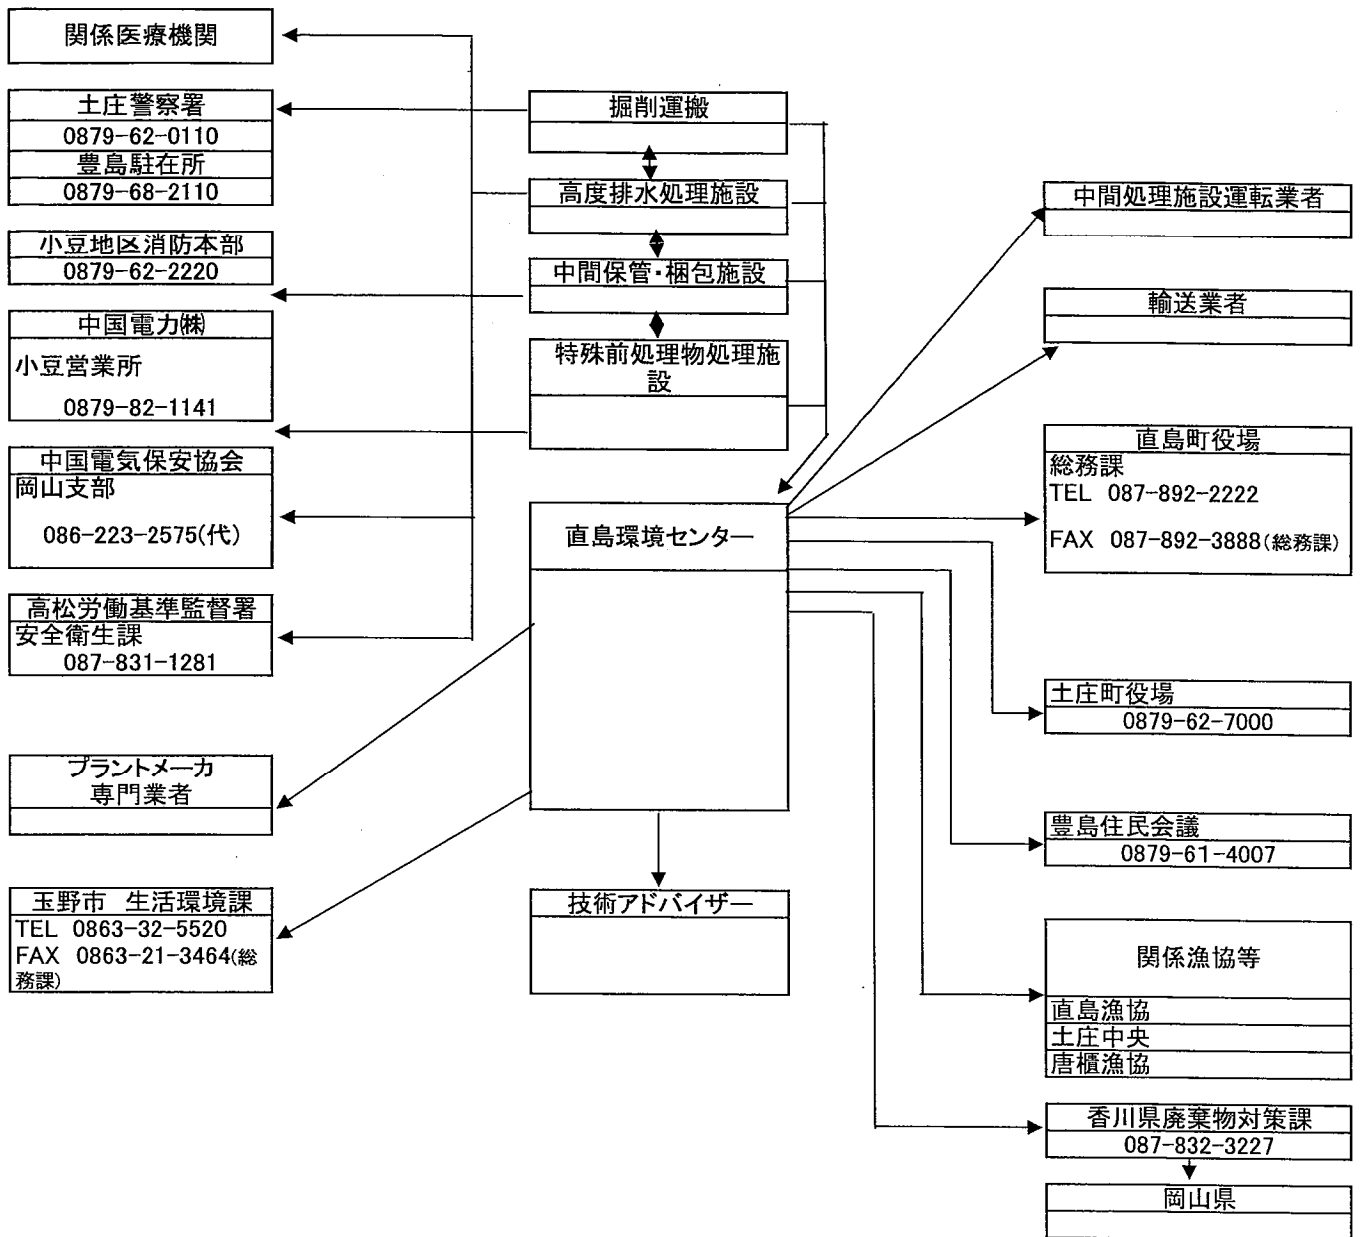 関係医療機関
土庄警察署
0879-62-0110
豊島駐在所
0879-68-2110
小豆地区消防本部
0879-62-2220
中国電力㈱
小豆営業所
0879-82-1141
中国電気保安協会
岡山支部
086-223-2575(代)
高松労働基準監督署
安全衛生課
087-831-1281
プラントメーカ
専門業者
玉野市 生活環境課
TEL 0863-32-5520
FAX 0863-21-3464(総
務課)
掘削運搬
高度排水処理施設
中間保管・梱包施設
特殊前処理物処理施
設
直島環境センター
技術アドバイザー
中間処理施設運転業者
輸送業者
直島町役場
総務課
TEL 087-892-2222
FAX 087-892-3888(総務課)
土庄町役場
0879-62-7000
豊島住民会議
0879-61-4007
関係漁協等
直島漁協
土庄中央
唐櫃漁協
香川県廃棄物対策課
087-832-3227
岡山県